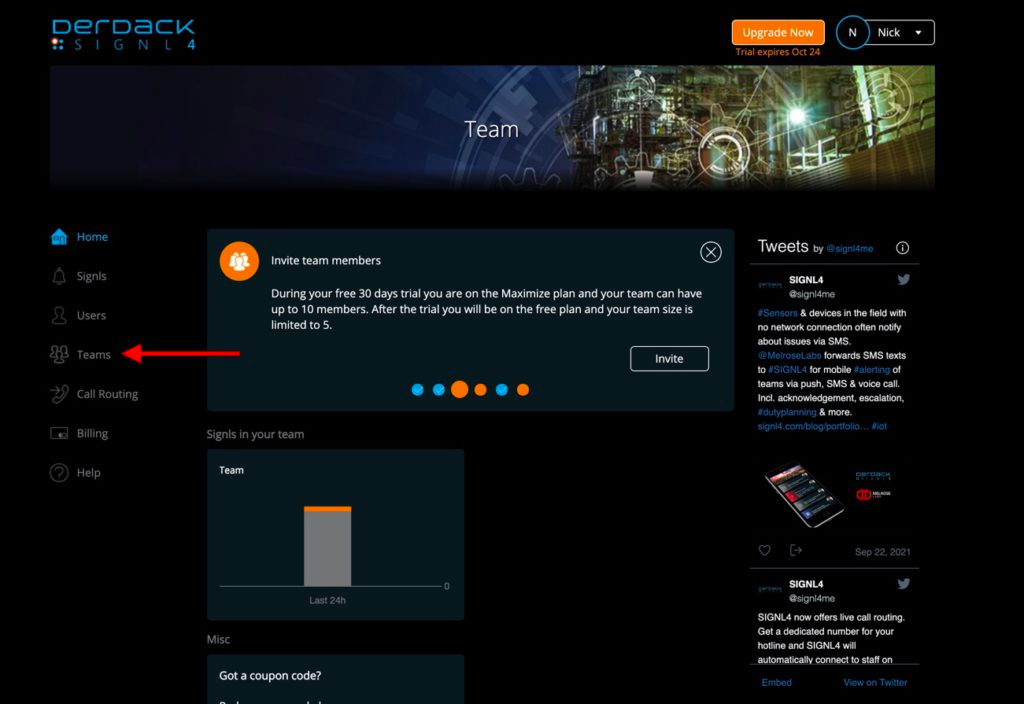 DERDACK
SIGNL4
Upgrade Now
Trial expires Oct 24
N
Nick
Team
Home
Signls
Users
Teams
Call Routing
Billing
Help
Invite team members
During your free 30 days trial you are on the Maximize plan and your team can have
up to 10 members. After the trial you will be on the free plan and your team size is
limited to 5.
Invite
Signls in your team
Team
0
Last 24h
Misc
Got a coupon code?
Tweets by @signl4me
SIGNL4
@signl4me
#Sensors & devices in the field with
no network connection often notify
about issues via SMS.
@MelroseLabs forwards SMS texts
to #SIGNL4 for mobile #alerting of
teams via push, SMS & voice call.
Incl. acknowledgement, escalation,
#dutyplanning & more.
signl4.com/blog/portfolio… #iot
DERDACK
SIGNL4
MELROSE
Sep 22, 2021
SIGNL4
@signl4me
SIGNL4 now offers live call routing.
Get a dedicated number for your
hotline and SIGNL4 will
automatically connect to staff on
Embed
View on Twitter